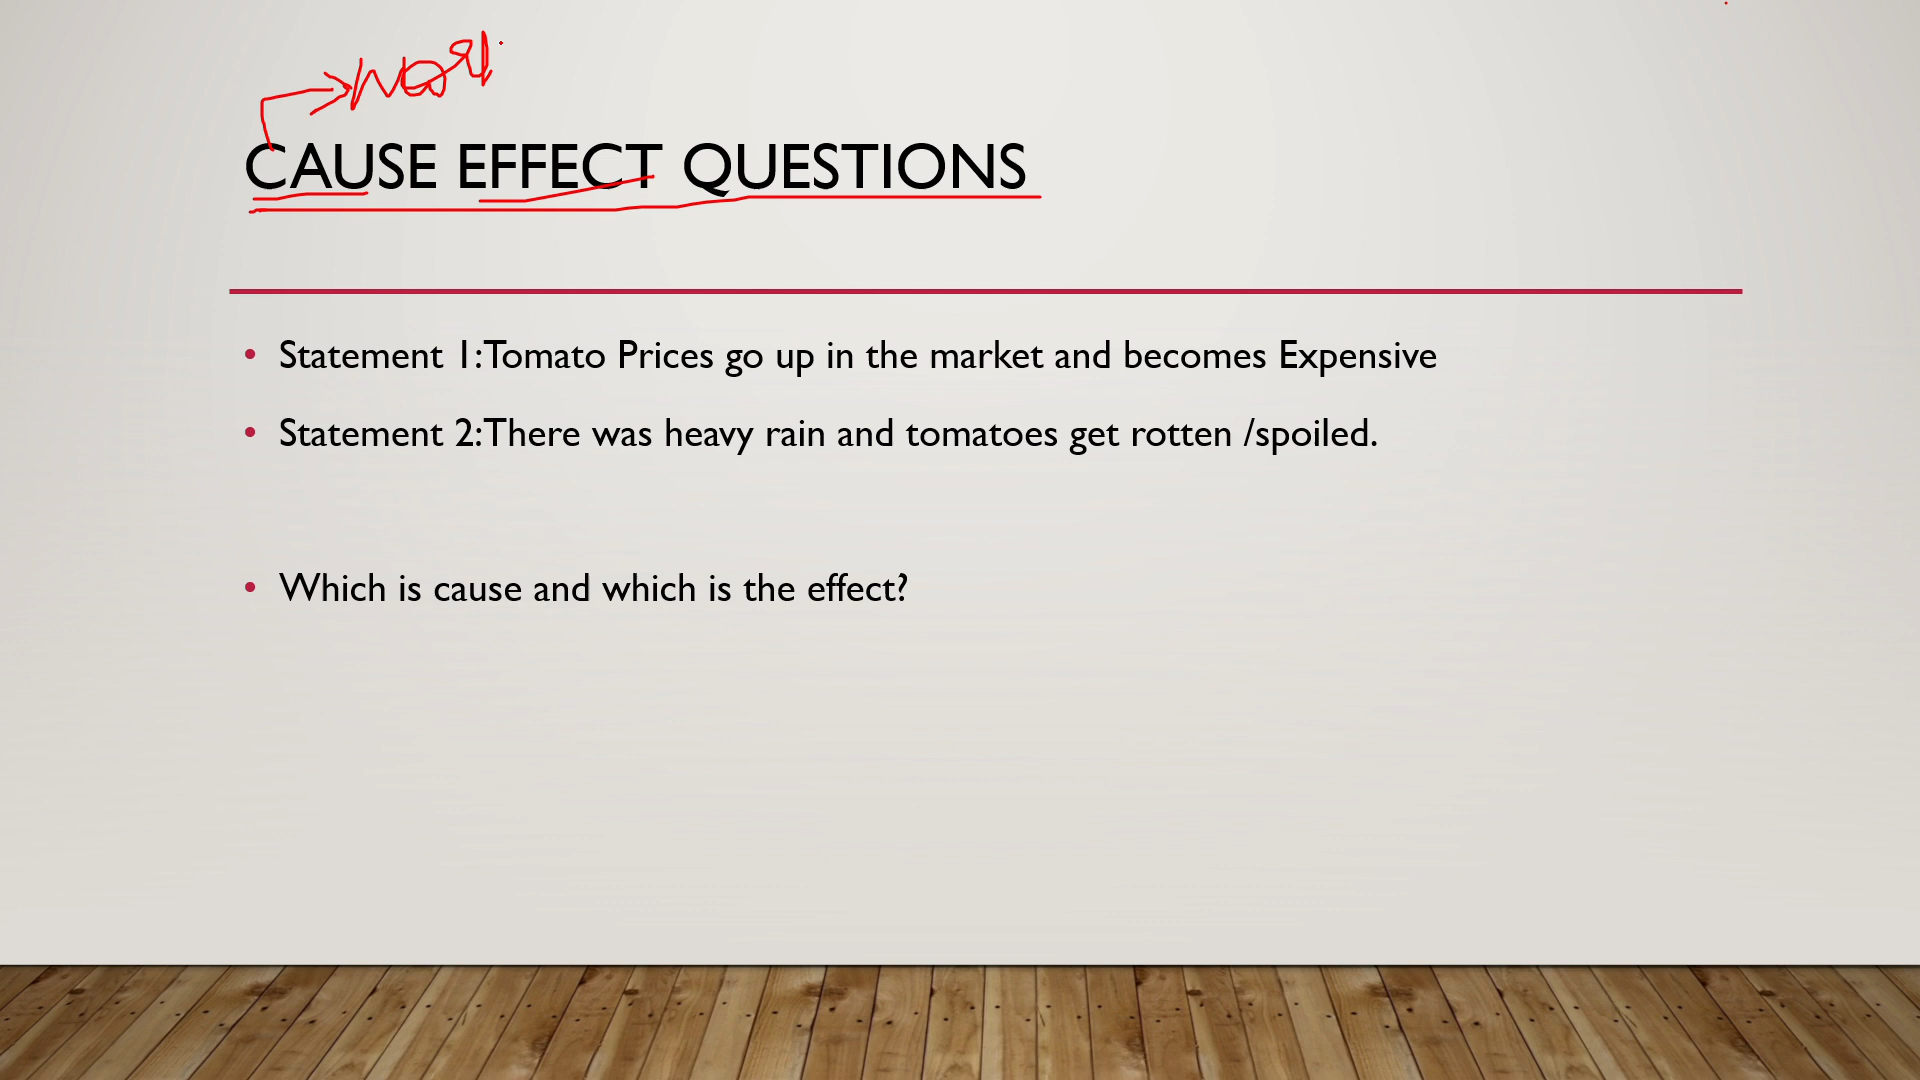 CAUSE EFFECT QUESTIONS
• Statement 1: Tomato Prices go up in the market and becomes Expensive
• Statement 2: There was heavy rain and tomatoes get rotten /spoiled.
• Which is cause and which is the effect?